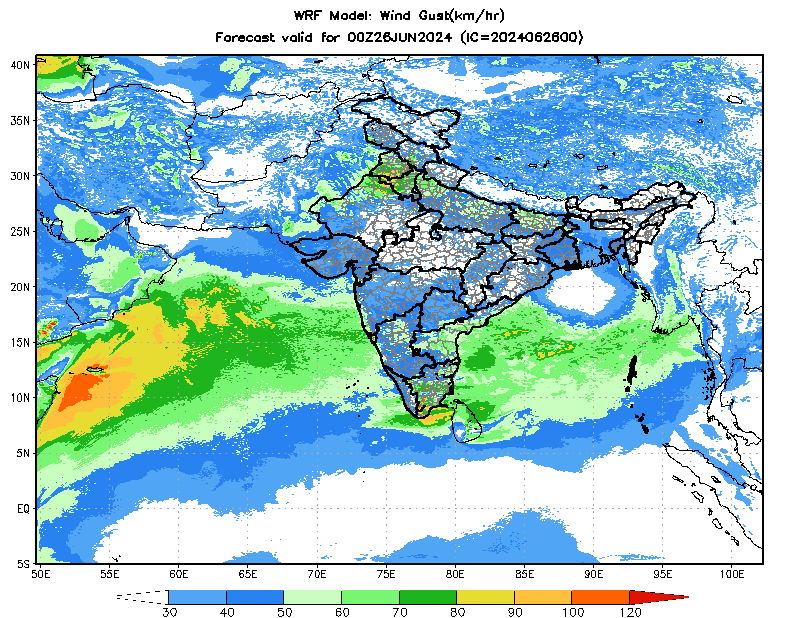 WRF Model: Wind Gust(km/hr)
Forecast valid for 00Z26JUN2024 (IC=2024062600)
40N
35N
30N
25N
20N
15N
10N
5N
EQ
5S
50E 55E 60E 65E 70E 75E 80E 85E 90E 95E 100E
30 40 50 60 70 80 90 100 120